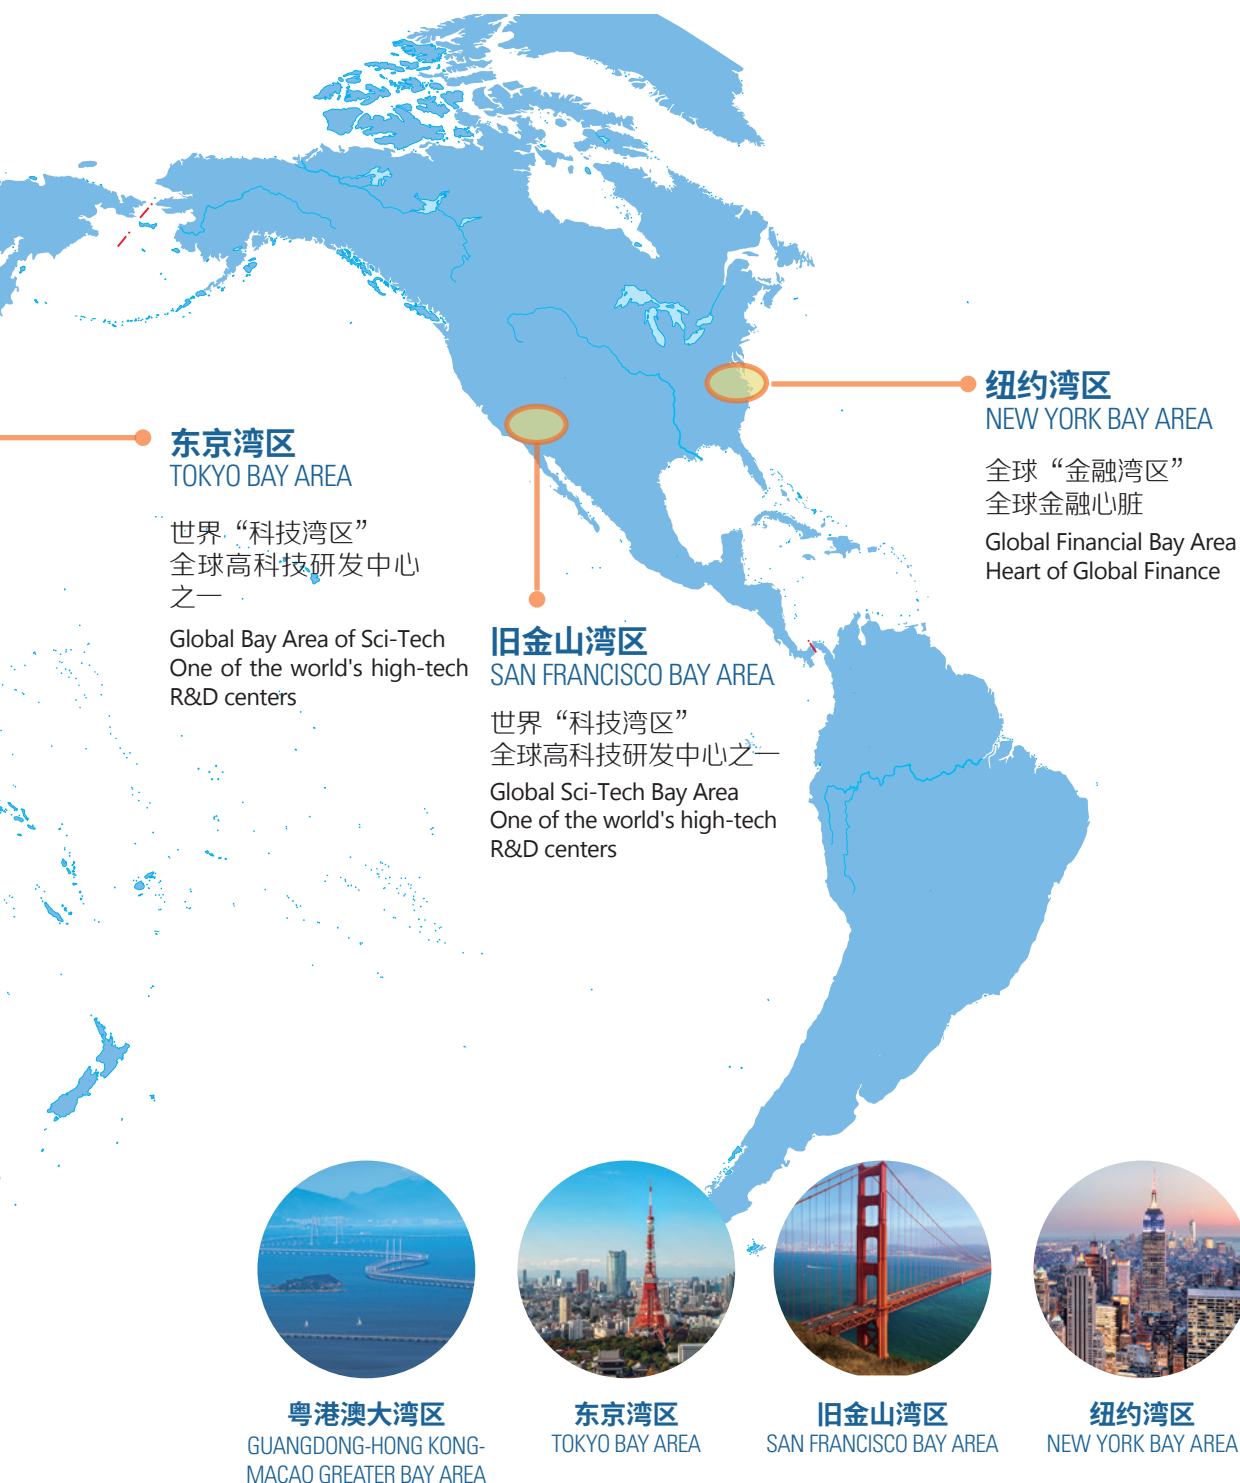 纽约湾区
NEW YORK BAY AREA
全球“金融湾区”
全球金融心脏
Global Financial Bay Area
Heart of Global Finance
东京湾区
TOKYO BAY AREA
世界“科技湾区”
全球高科技研发中心
之一
Global Bay Area of Sci-Tech
One of the world's high-tech
R&D centers
旧金山湾区
SAN FRANCISCO BAY AREA
世界“科技湾区”
全球高科技研发中心之一
Global Sci-Tech Bay Area
One of the world's high-tech
R&D centers
粤港澳大湾区
GUANGDONG-HONG KONG-
MACAO GREATER BAY AREA
东京湾区
TOKYO BAY AREA
旧金山湾区
SAN FRANCISCO BAY AREA
纽约湾区
NEW YORK BAY AREA